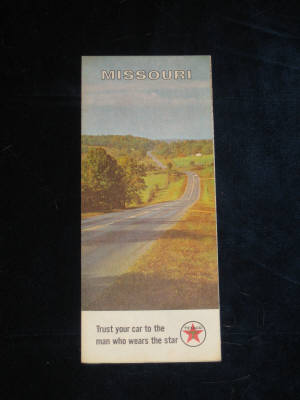 MISSOURI
Trust your car to the
man who wears the star